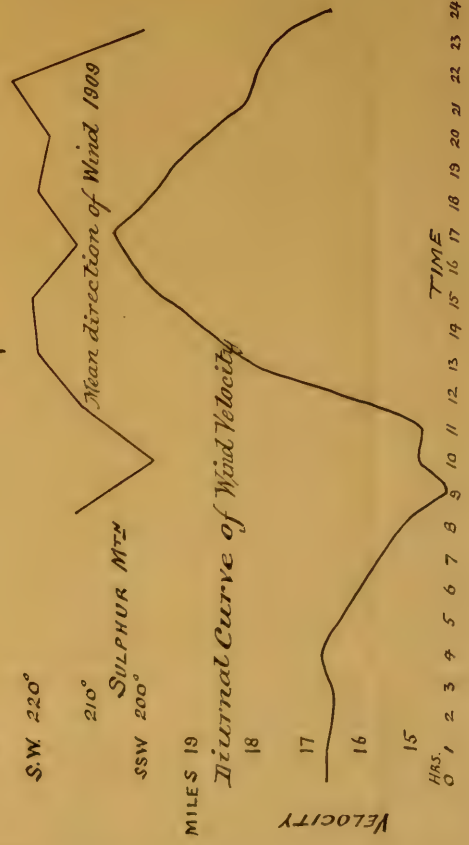 S.W. 220°
210°
Mean direction of Wind 1909
SULPHUR MTN
SSW 200°
MILES 19
Diurnal Curve of Wind Velocity
18
17
16
15
VELOCITY
TIME
HRS.
0 1 2 3 4 5 6 7 8 9 10 11 12 13 14 15 16 17 18 19 20 21 22 23 24